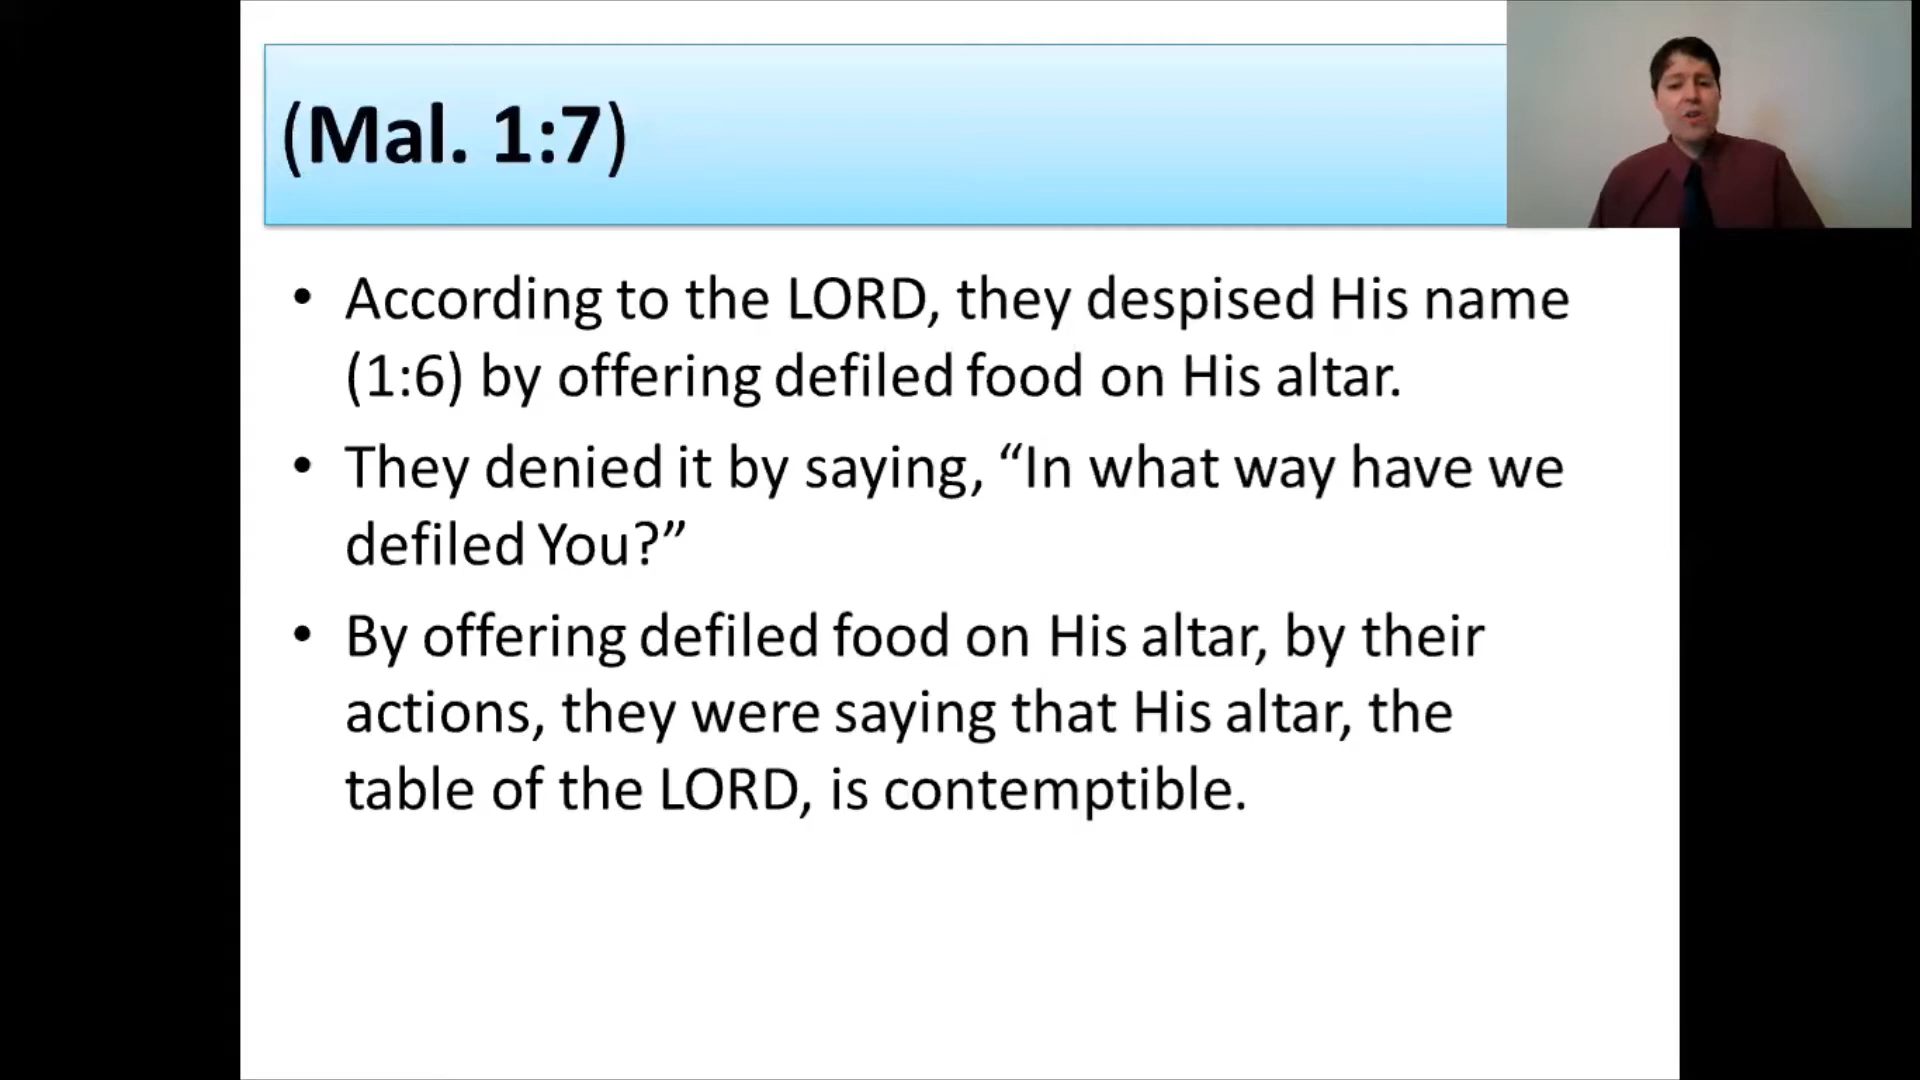 (Mal. 1:7)
• According to the LORD, they despised His name
(1:6) by offering defiled food on His altar.
• They denied it by saying, “In what way have we
defiled You?”
• By offering defiled food on His altar, by their
actions, they were saying that His altar, the
table of the LORD, is contemptible.